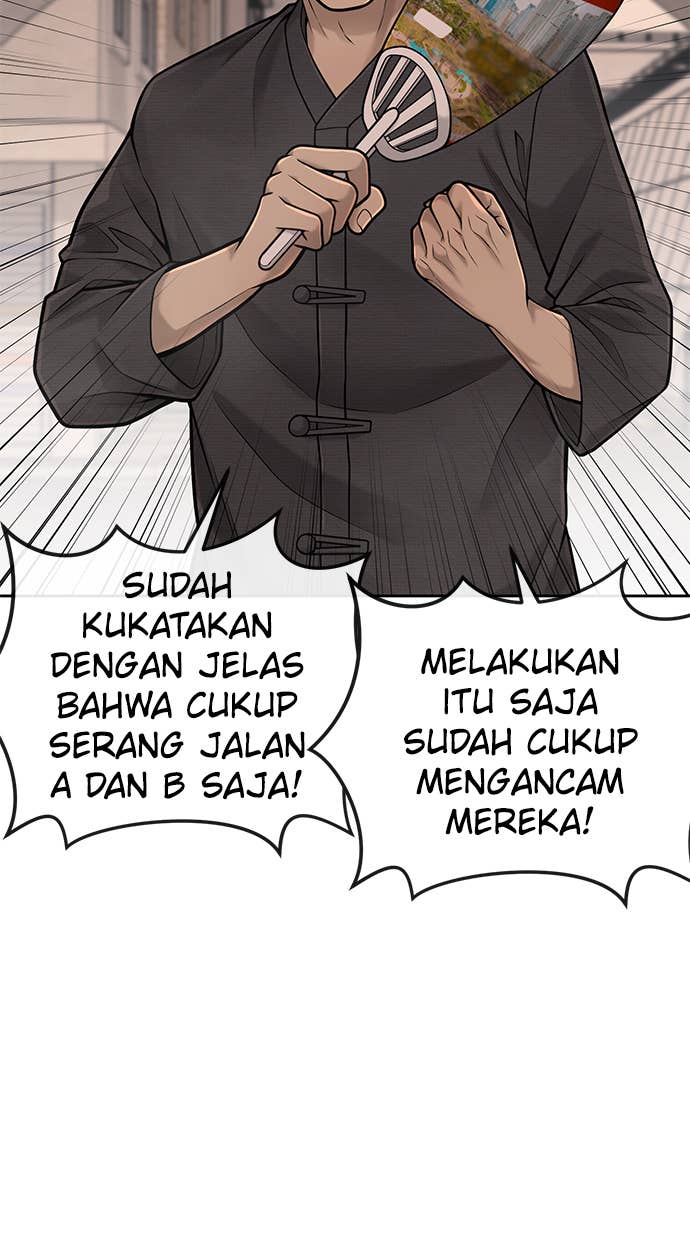 SUDAH
KUKATAKAN
DENGAN JELAS
BAHWA CUKUP
SERANG JALAN
A DAN B SAJA!
MELAKUKAN
ITU SAJA
SUDAH CUKUP
MENGANCAM
MEREKA!